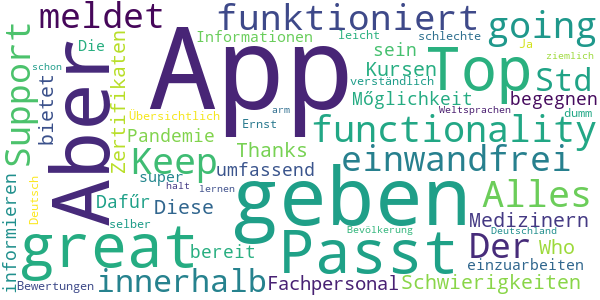 meldet funktioniert going
App
Aber
Informationen leicht schlechte Ja
Die sein ziemlich
Support
schon bietet Zertifikaten
Kursen verständlich
Top Std
Möglichkeit begegnen
Übersichtlich arm Weltsprachen
Ernst dumm
Pandemie functionality
Keep Thanks einwandfrei
super umfassend
halt lernen
geben Alles
Deutsch Dafűr Diese Medizinern
informieren selber
great bereit Passt Der Who
Bevölkerung Deutschland
einzuarbeiten
innerhalb Fachpersonal Schwierigkeiten
Bewertungen